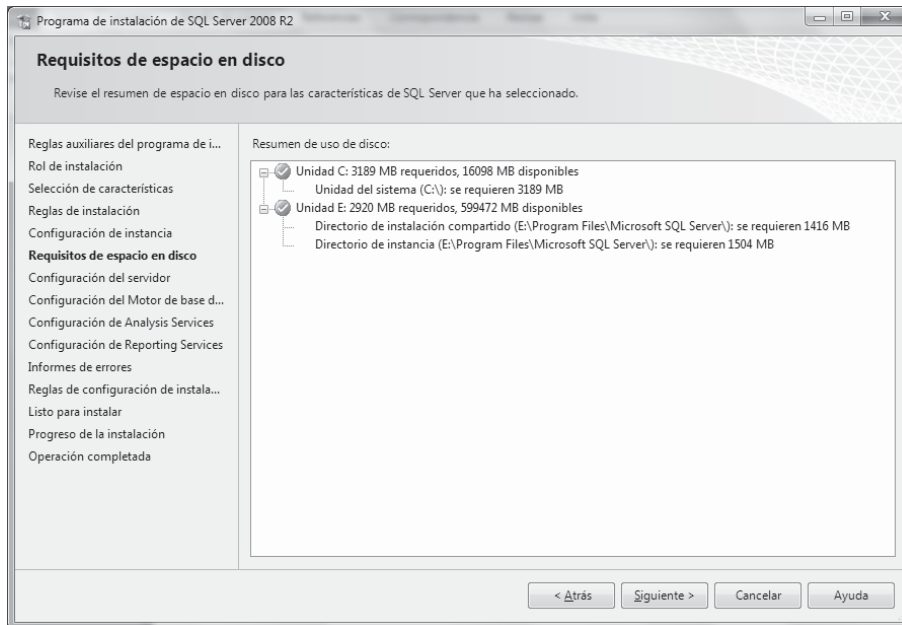 Programa de instalación de SQL Server 2008 R2
Requisitos de espacio en disco
Revise el resumen de espacio en disco para las características de SQL Server que ha seleccionado.
Reglas auxiliares del programa de i...
Rol de instalación
Selección de características
Reglas de instalación
Configuración de instancia
Requisitos de espacio en disco
Configuración del servidor
Configuración del Motor de base d...
Configuración de Analysis Services
Configuración de Reporting Services
Informes de errores
Reglas de configuración de instala...
Listo para instalar
Progreso de la instalación
Operación completada
Resumen de uso de disco:
Unidad C: 3189 MB requeridos, 16098 MB disponibles
Unidad del sistema (C:\): se requieren 3189 MB
Unidad E: 2920 MB requeridos, 599472 MB disponibles
Directorio de instalación compartido (E:\Program Files\Microsoft SQL Server\): se requieren 1416 MB
Directorio de instancia (E:\Program Files\Microsoft SQL Server\): se requieren 1504 MB
< Atrás
Siguiente >
Cancelar
Ayuda